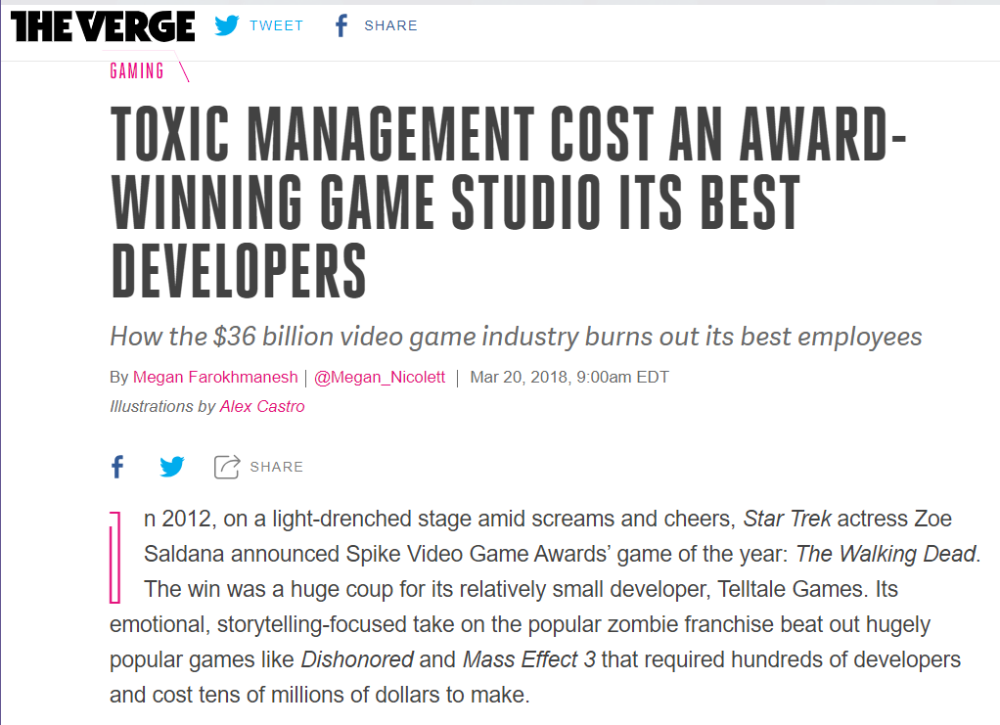 THE VERGE TWEET SHARE
GAMING
TOXIC MANAGEMENT COST AN AWARD-
WINNING GAME STUDIO ITS BEST
DEVELOPERS
How the $36 billion video game industry burns out its best employees
By Megan Farokhmanesh | @Megan_Nicolett | Mar 20, 2018, 9:00am EDT
Illustrations by Alex Castro
SHARE
In 2012, on a light-drenched stage amid screams and cheers, Star Trek actress Zoe
Saldana announced Spike Video Game Awards’ game of the year: The Walking Dead.
The win was a huge coup for its relatively small developer, Telltale Games. Its
emotional, storytelling-focused take on the popular zombie franchise beat out hugely
popular games like Dishonored and Mass Effect 3 that required hundreds of developers
and cost tens of millions of dollars to make.